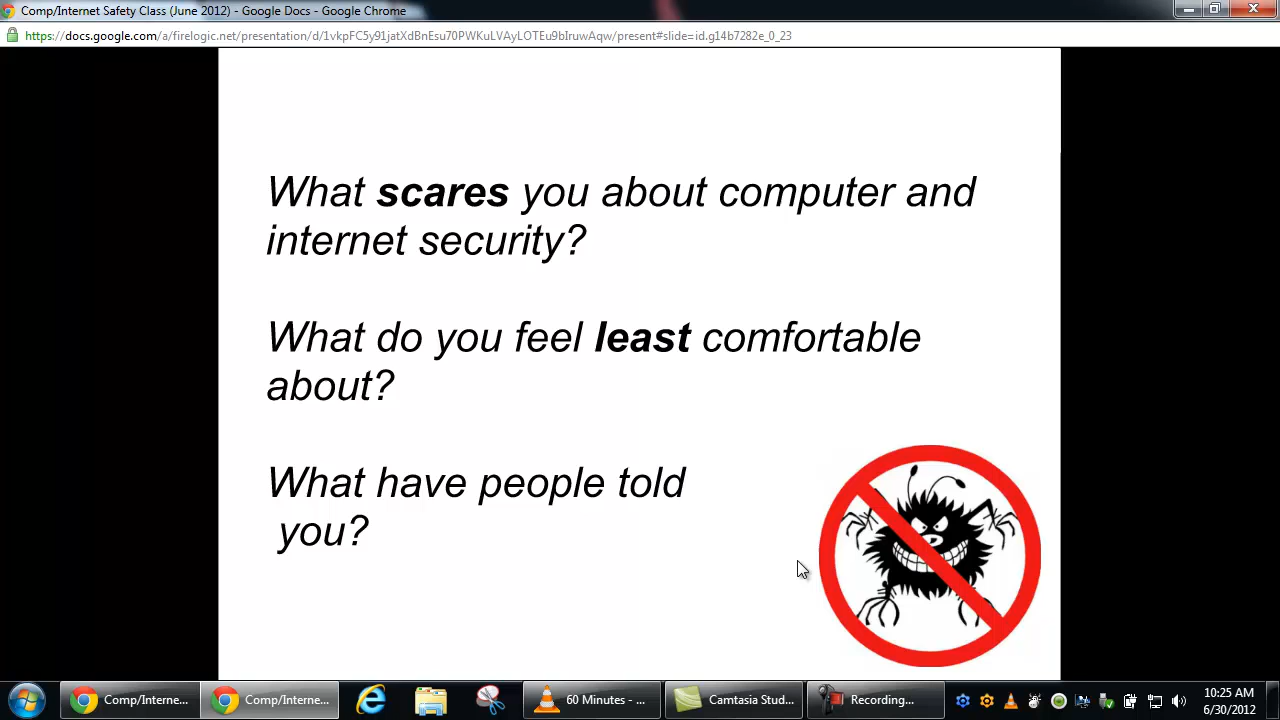 Comp/Internet Safety Class (June 2012) - Google Docs - Google Chrome
https://docs.google.com/a/firelogic.net/presentation/d/1vkpFC5y91jatXdBnEsu70PWKuLVAyLOTEu9bIruwAqw/present#slide=id.g14b7282e_0_23
What scares you about computer and
internet security?
What do you feel least comfortable
about?
What have people told
you?
Comp/Interne...
Comp/Interne...
60 Minutes - ...
Camtasia Stud...
Recording...
10:25 AM
6/30/2012